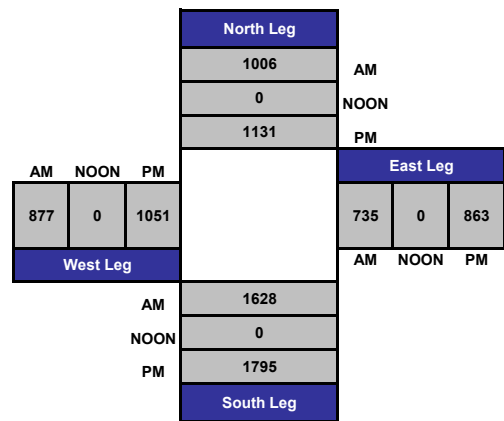 North Leg
1006 AM
0 NOON
1131 PM
AM NOON PM
East Leg
877 0 1051
735 0 863
West Leg
AM NOON PM
AM 1628
NOON 0
PM 1795
South Leg